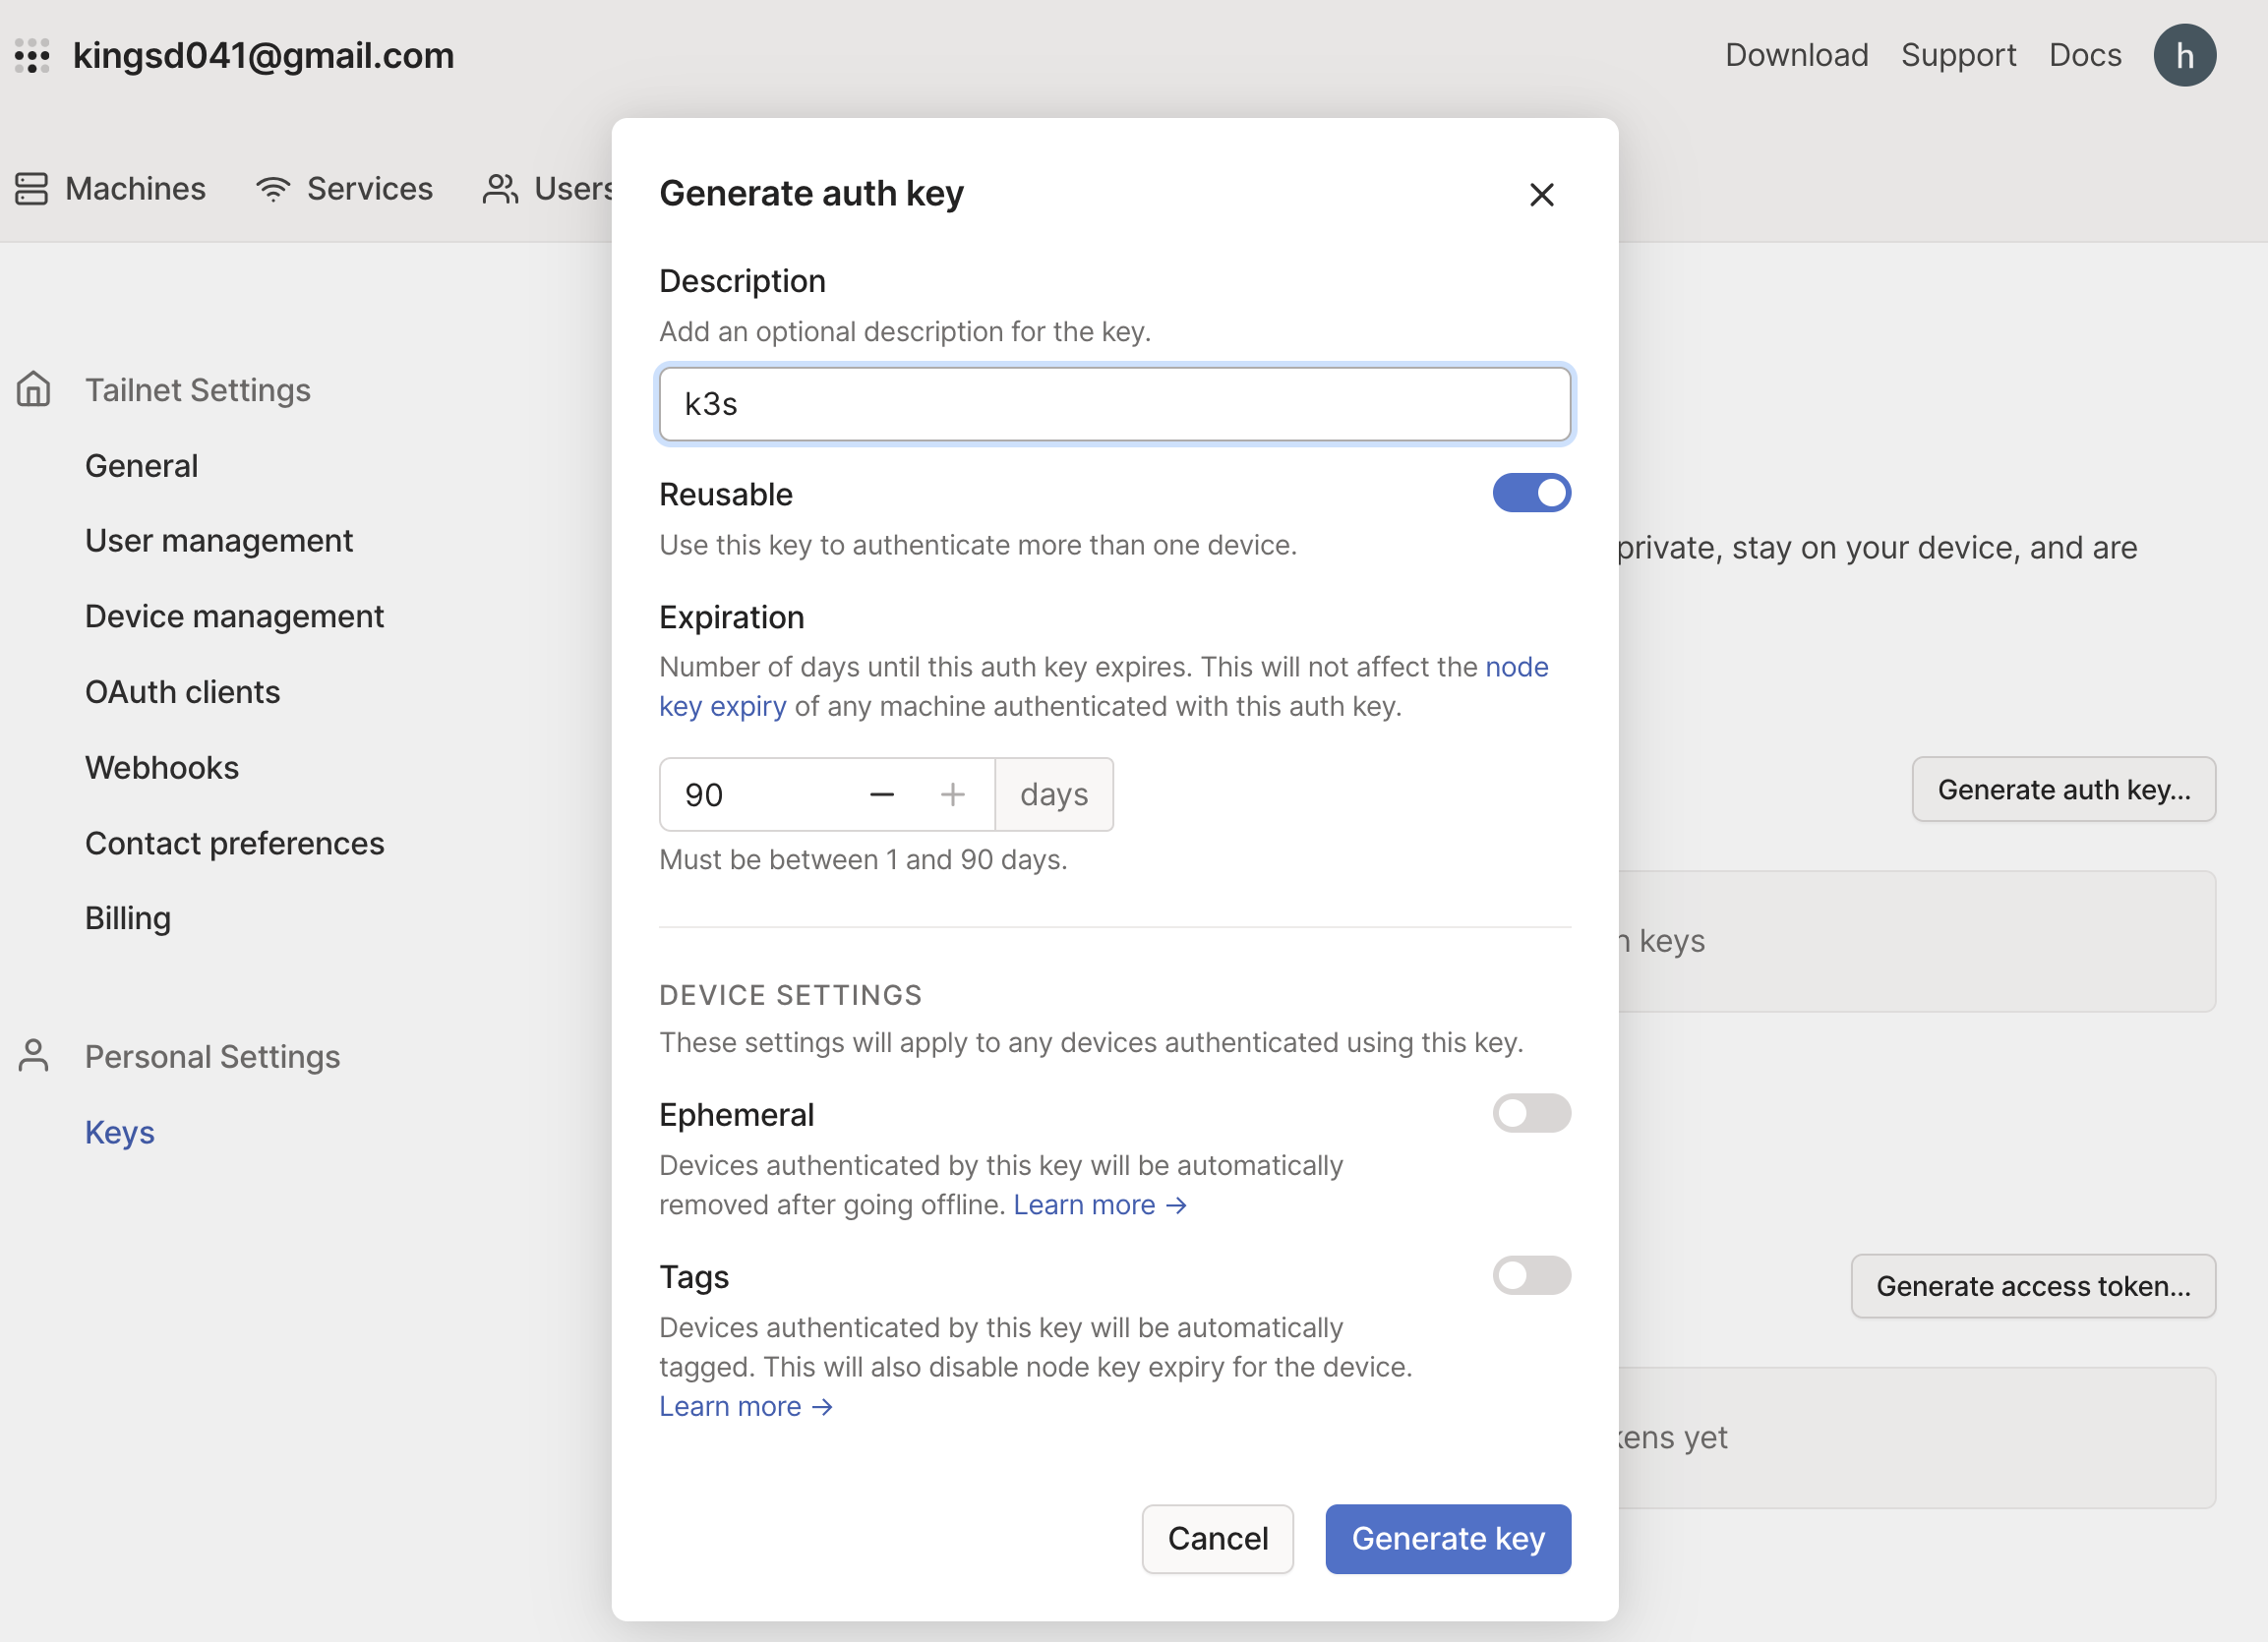 kingsd041@gmail.com
Download Support Docs h
Machines Services Users
Generate auth key
Description
Add an optional description for the key.
k3s
Reusable
Use this key to authenticate more than one device.
Expiration
Number of days until this auth key expires. This will not affect the node
key expiry of any machine authenticated with this auth key.
90 days
Must be between 1 and 90 days.
DEVICE SETTINGS
These settings will apply to any devices authenticated using this key.
Ephemeral
Devices authenticated by this key will be automatically
removed after going offline. Learn more →
Tags
Devices authenticated by this key will be automatically
tagged. This will also disable node key expiry for the device.
Learn more →
Cancel Generate key
Tailnet Settings
General
User management
Device management
OAuth clients
Webhooks
Contact preferences
Billing
Personal Settings
Keys
private, stay on your device, and are
Generate auth key...
keys
Generate access token...
yet